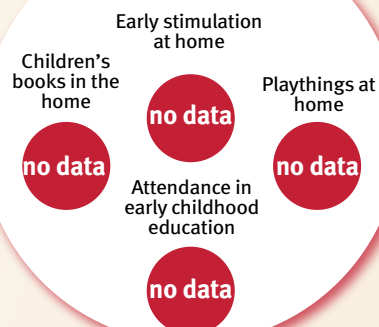 Early stimulation
at home
no data
Children's
books in the
home
no data
Playthings at
home
no data
Attendance in
early childhood
education
no data